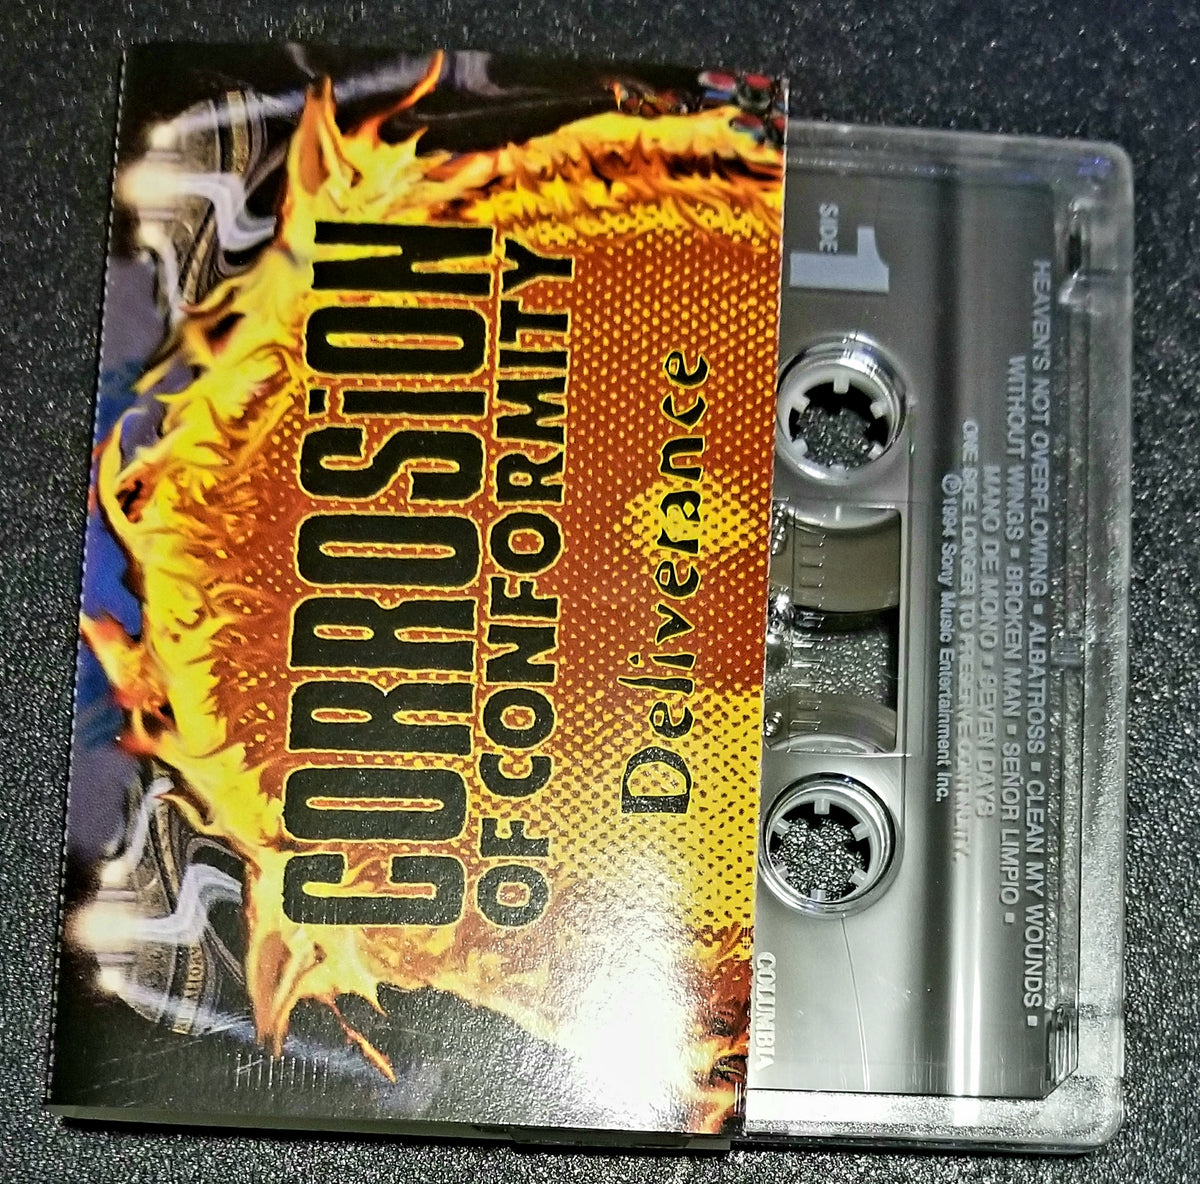 CORROSiON
OF CONFORMITY
Deliverance
SIDE
1
HEAVEN'S NOT OVERFLOWING ▪ ALBATROSS ▪ CLEAN MY WOUNDS ▪
WITHOUT WINGS ▪ BROKEN MAN ▪ SENOR LIMPIO ▪
MANO DE MONO ▪ SEVEN DAYS
ONE SIDE LONGER TO PRESERVE CONTINUITY.
℗ 1994 Sony Music Entertainment Inc.
COLUMBIA